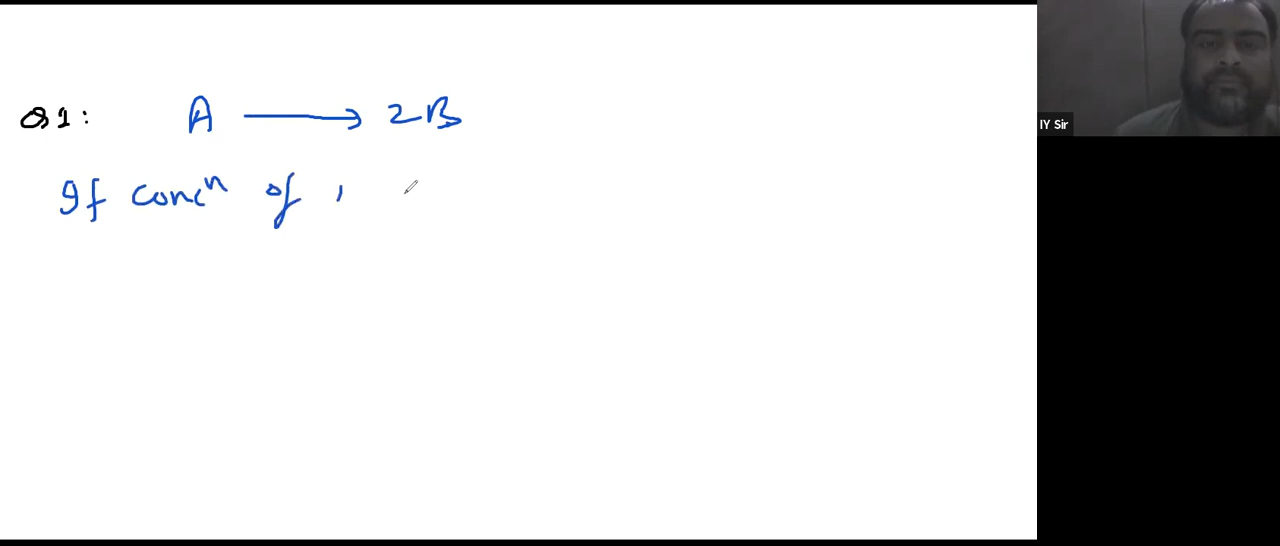 Q1: A → 2B
If concⁿ of
IY Sir